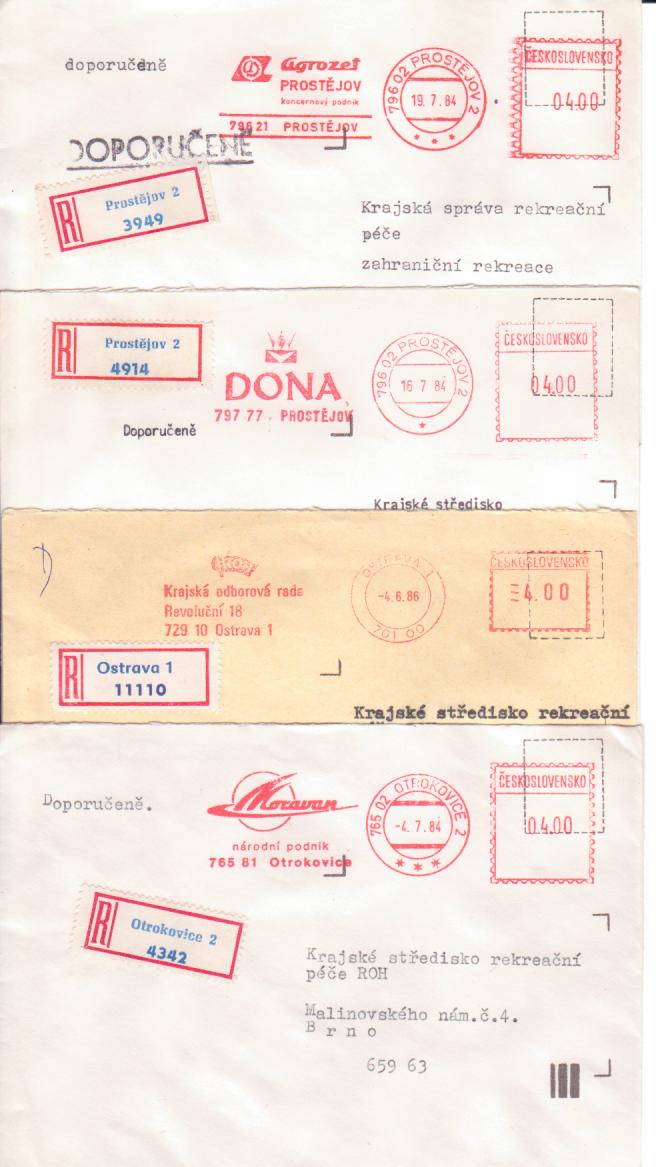 doporučeně
Agrozet
PROSTĚJOV
koncernový podnik
796 21 PROSTĚJOV
796 02 PROSTĚJOV 2
19.7.84
ČESKOSLOVENSKO
04.00
DOPORUČENĚ
R
Prostějov 2
3949
Krajská správa rekreační
péče
zahraniční rekreace
R
Prostějov 2
4914
DONA,
797 77 . PROSTĚJOV
796 02 PROSTĚJOV 2
16 7 84
ČESKOSLOVENSKO
04.00
Doporučeně
Krajské středisko
Krajská odborová rada
Revoluční 18
729 10 Ostrava 1
OSTRAVA 1
-4.6.86
701 00
ČESKOSLOVENSKO
4.00
R
Ostrava 1
11110
Krajské středisko rekreační
Doporučeně.
Moravan
národní podnik
765 81 Otrokovice
765 02 OTROKOVICE 2
-4.7.84
ČESKOSLOVENSKO
04.00
R
Otrokovice 2
4342
Krajské středisko rekreační
péče ROH
Malinovského nám.č.4.
B r n o
659 63